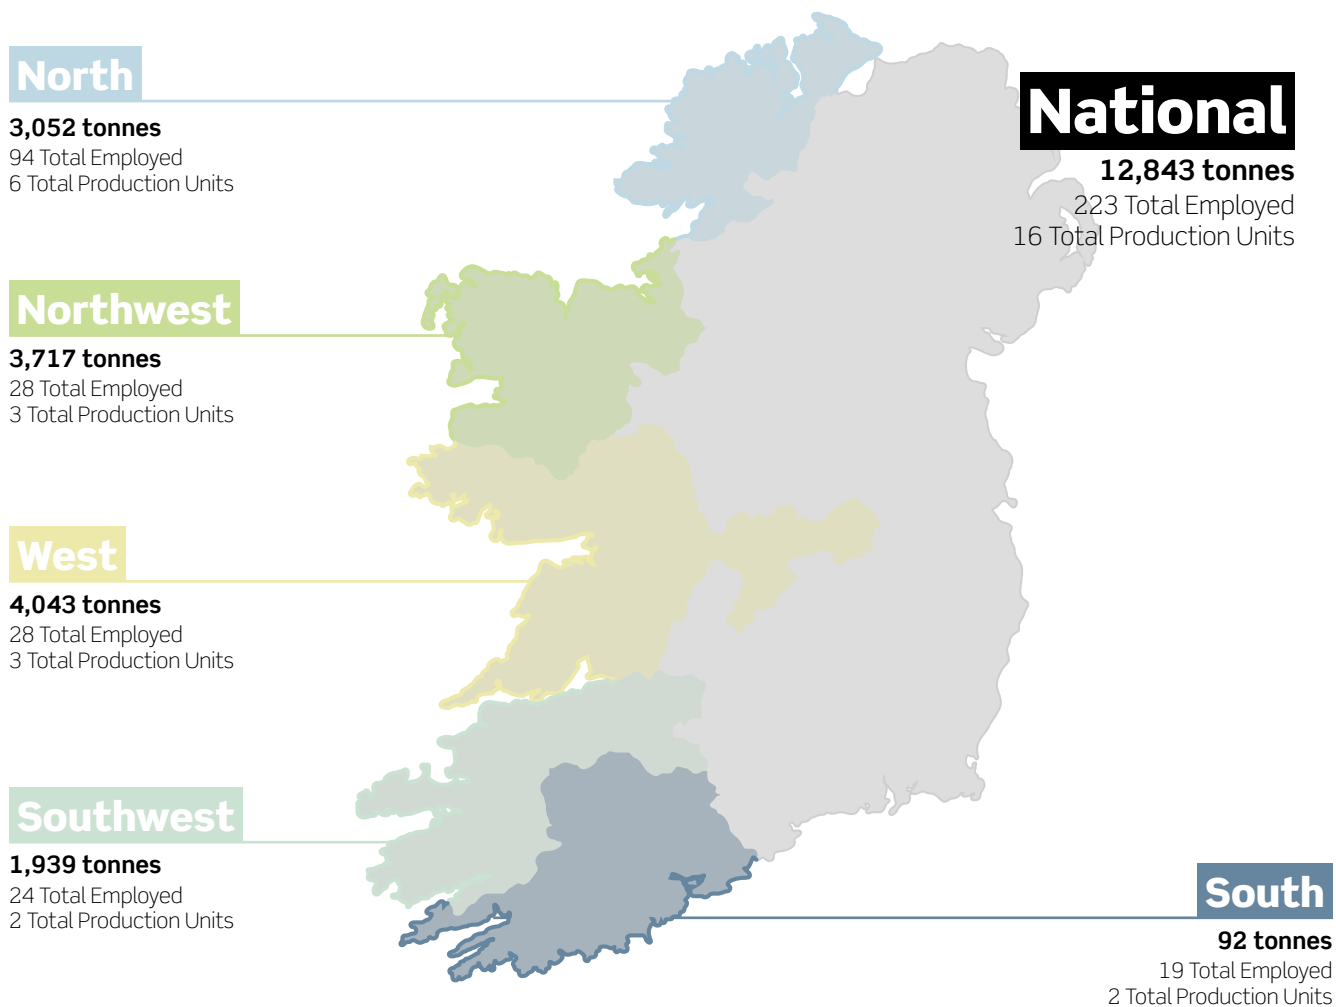 North
3,052 tonnes
94 Total Employed
6 Total Production Units
National
12,843 tonnes
223 Total Employed
16 Total Production Units
Northwest
3,717 tonnes
28 Total Employed
3 Total Production Units
West
4,043 tonnes
28 Total Employed
3 Total Production Units
Southwest
1,939 tonnes
24 Total Employed
2 Total Production Units
South
92 tonnes
19 Total Employed
2 Total Production Units